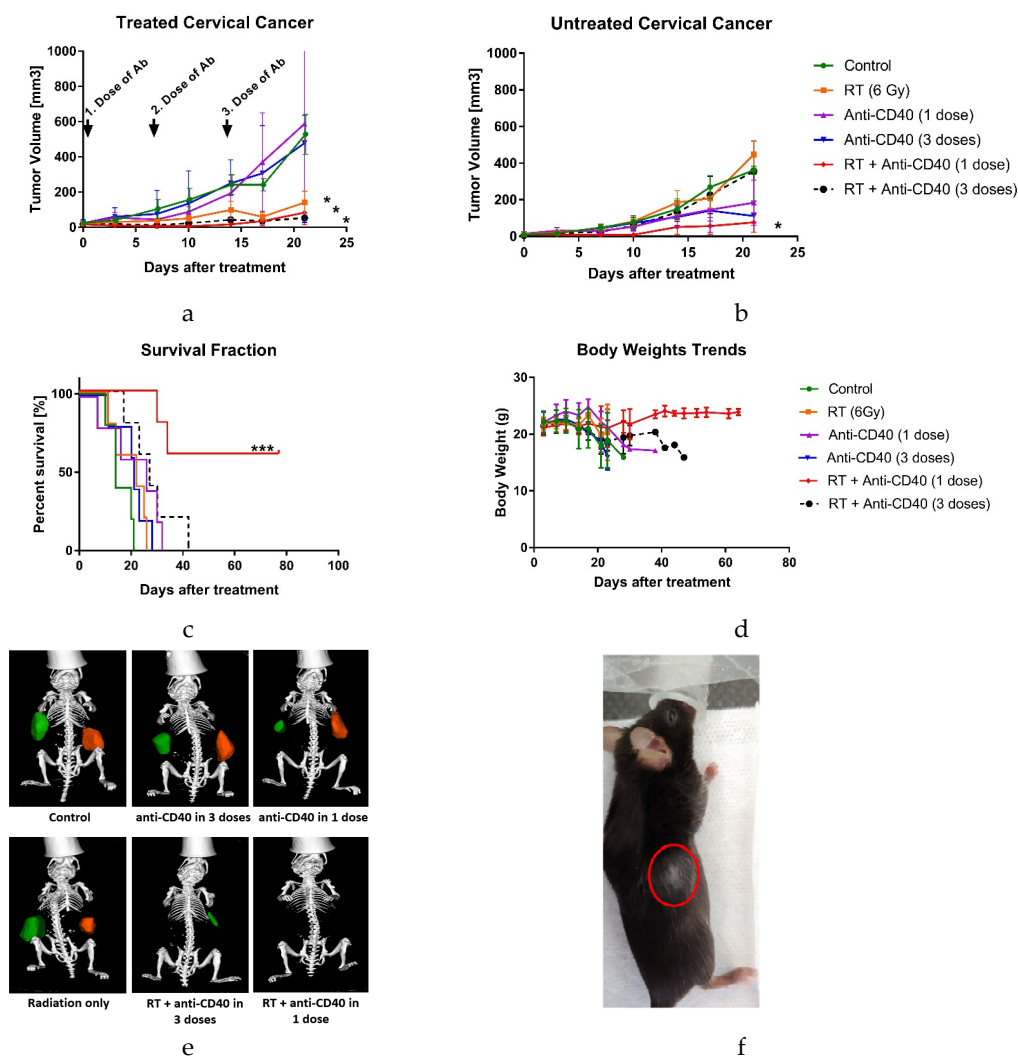 Treated Cervical Cancer
Tumor Volume [mm3]
1000
800
600
400
200
0
1. Dose of Ab
2. Dose of Ab
3. Dose of Ab
*
*
*
0 5 10 15 20 25
Days after treatment
a
Untreated Cervical Cancer
Tumor Volume [mm3]
1000
800
600
400
200
0
*
0 5 10 15 20 25
Days after treatment
Control
RT (6 Gy)
Anti-CD40 (1 dose)
Anti-CD40 (3 doses)
RT + Anti-CD40 (1 dose)
RT + Anti-CD40 (3 doses)
b
Survival Fraction
Percent survival [%]
100
50
0
***
0 20 40 60 80 100
Days after treatment
c
Body Weights Trends
Body Weight (g)
30
20
10
0
0 20 40 60 80
Days after treatment
Control
RT (6Gy)
Anti-CD40 (1 dose)
Anti-CD40 (3 doses)
RT + Anti-CD40 (1 dose)
RT + Anti-CD40 (3 doses)
d
Control
anti-CD40 in 3 doses
anti-CD40 in 1 dose
Radiation only
RT + anti-CD40 in
3 doses
RT + anti-CD40 in
1 dose
e
f